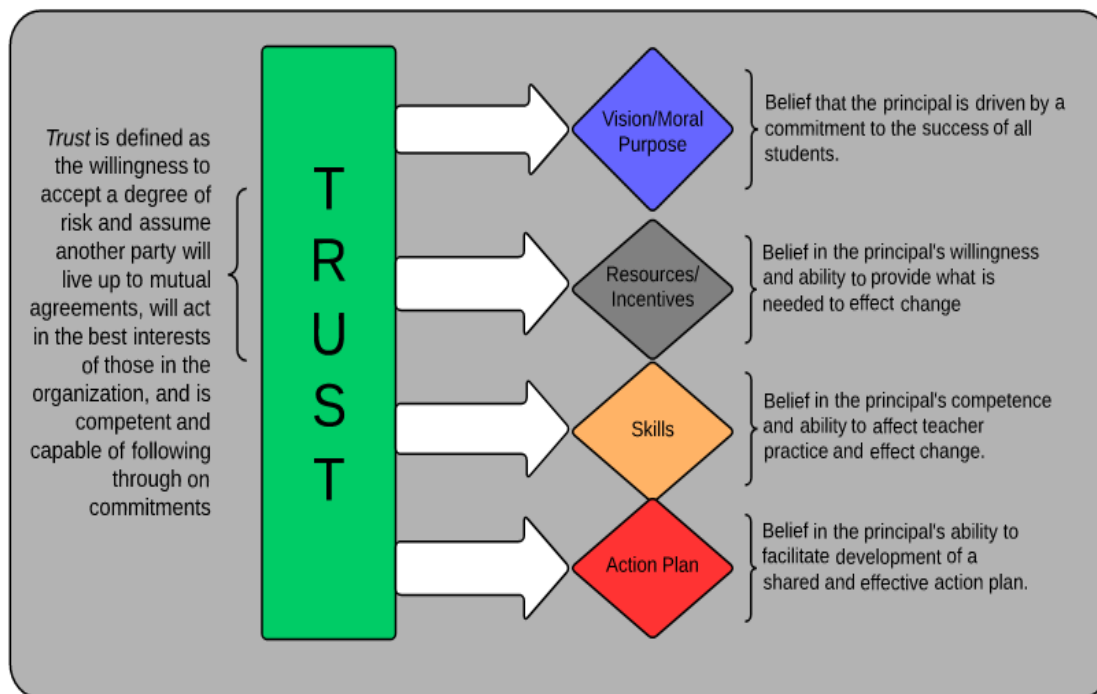 Trust is defined as
the willingness to
accept a degree of
risk and assume
another party will
live up to mutual
agreements, will act
in the best interests
of those in the
organization, and is
competent and
capable of following
through on
commitments
T
R
U
S
T
Vision/Moral
Purpose
Belief that the principal is driven by a
commitment to the success of all
students.
Resources/
Incentives
Belief in the principal's willingness
and ability to provide what is
needed to effect change
Skills
Belief in the principal's competence
and ability to affect teacher
practice and effect change.
Action Plan
Belief in the principal's ability to
facilitate development of a
shared and effective action plan.